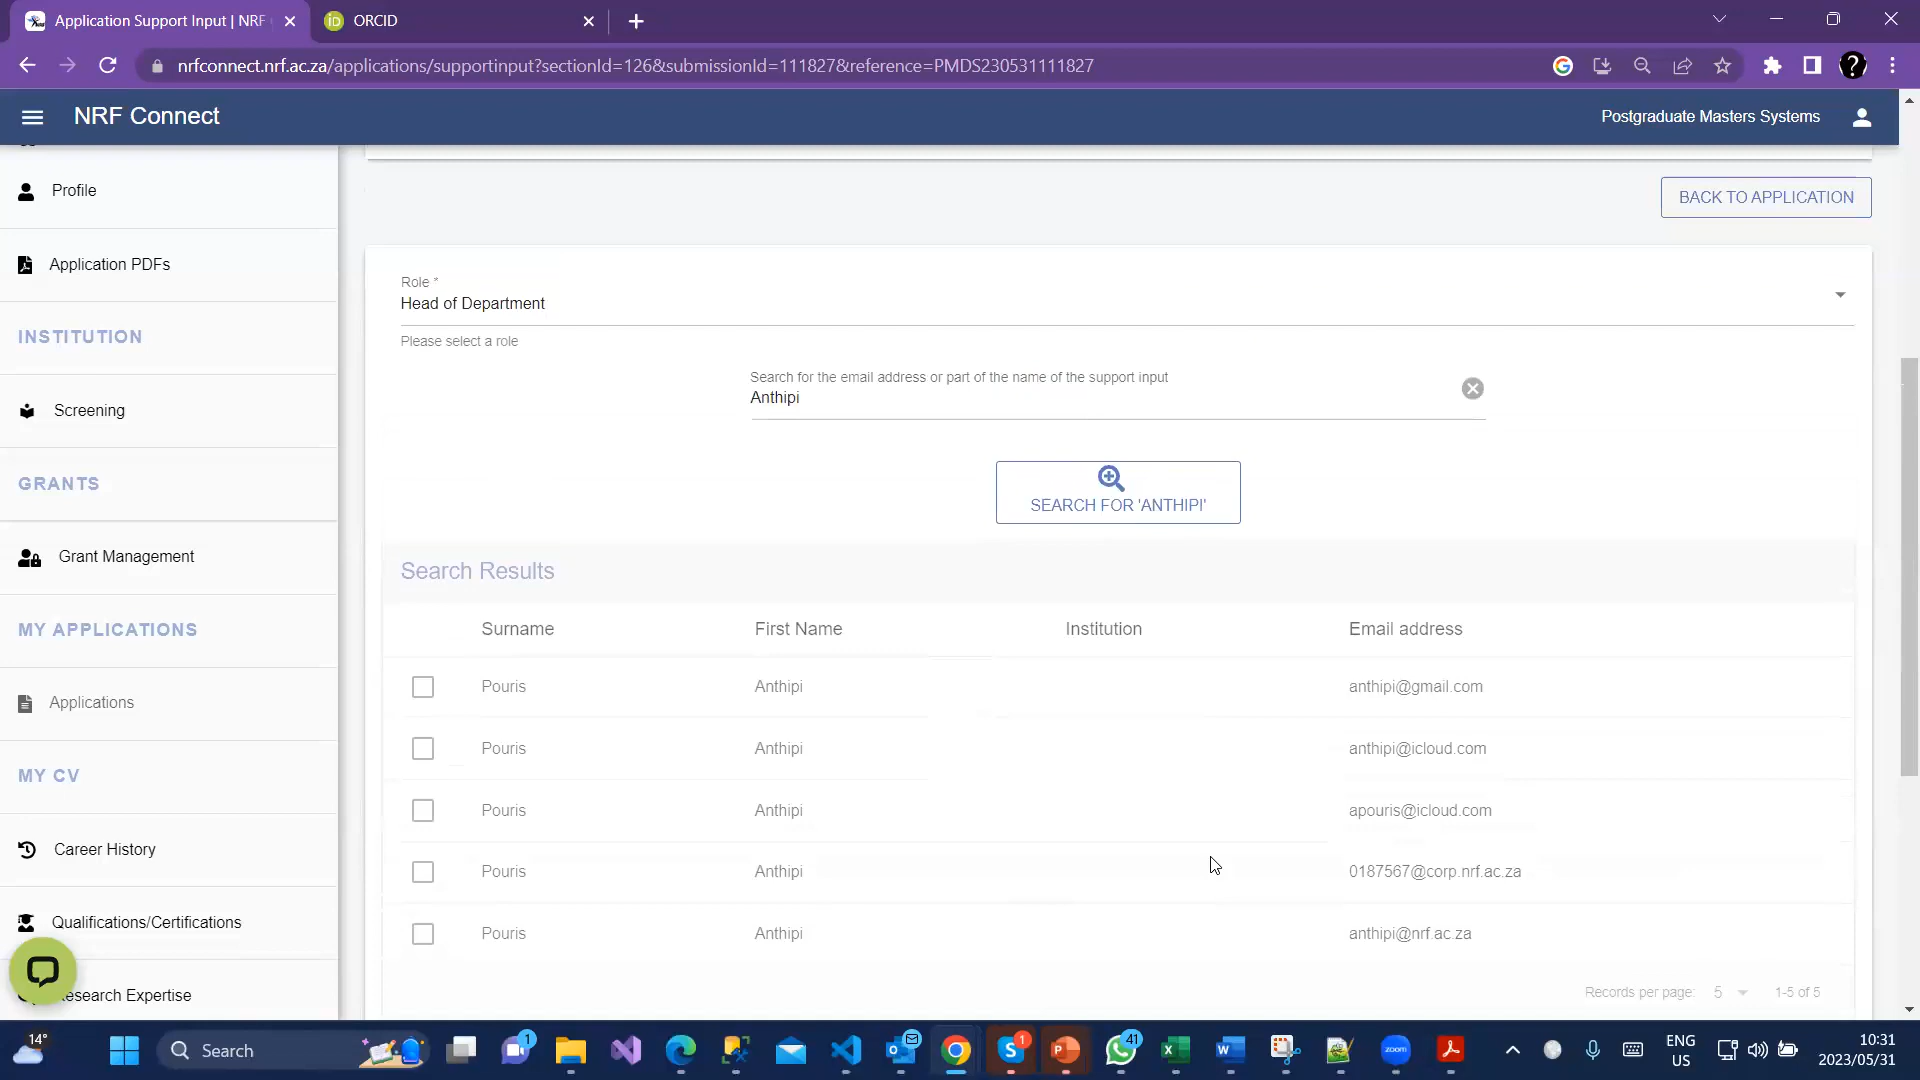 Application Support Input | NRF
ORCID
nrfconnect.nrf.ac.za/applications/supportinput?sectionId=126&submissionId=111827&reference=PMDS230531111827
NRF Connect
Postgraduate Masters Systems
Profile
Application PDFs
INSTITUTION
Screening
GRANTS
Grant Management
MY APPLICATIONS
Applications
MY CV
Career History
Qualifications/Certifications
Research Expertise
BACK TO APPLICATION
Role *
Head of Department
Please select a role
Search for the email address or part of the name of the support input
Anthipi
SEARCH FOR 'ANTHIPI'
Search Results
Surname First Name Institution Email address
Pouris Anthipi anthipi@gmail.com
Pouris Anthipi anthipi@icloud.com
Pouris Anthipi apouris@icloud.com
Pouris Anthipi 0187567@corp.nrf.ac.za
Pouris Anthipi anthipi@nrf.ac.za
Records per page: 5 1-5 of 5
14°
Search
1
1
41
zoom
ENG
US
10:31
2023/05/31